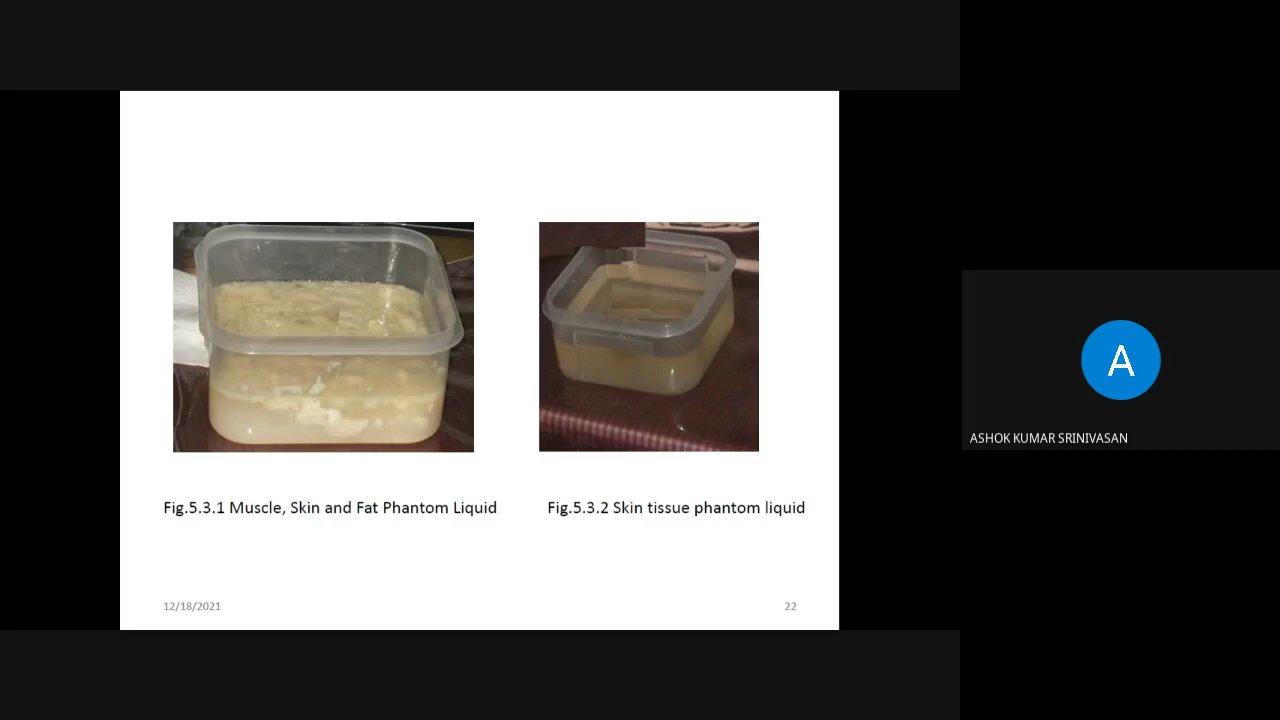 Fig.5.3.1 Muscle, Skin and Fat Phantom Liquid
Fig.5.3.2 Skin tissue phantom liquid
12/18/2021
22
A
ASHOK KUMAR SRINIVASAN